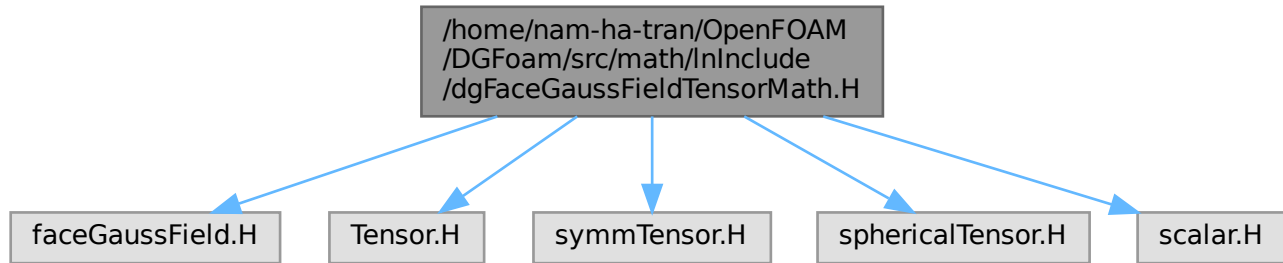 /home/nam-ha-tran/OpenFOAM
/DGFoam/src/math/lnInclude
/dgFaceGaussFieldTensorMath.H
faceGaussField.H
Tensor.H
symmTensor.H
sphericalTensor.H
scalar.H